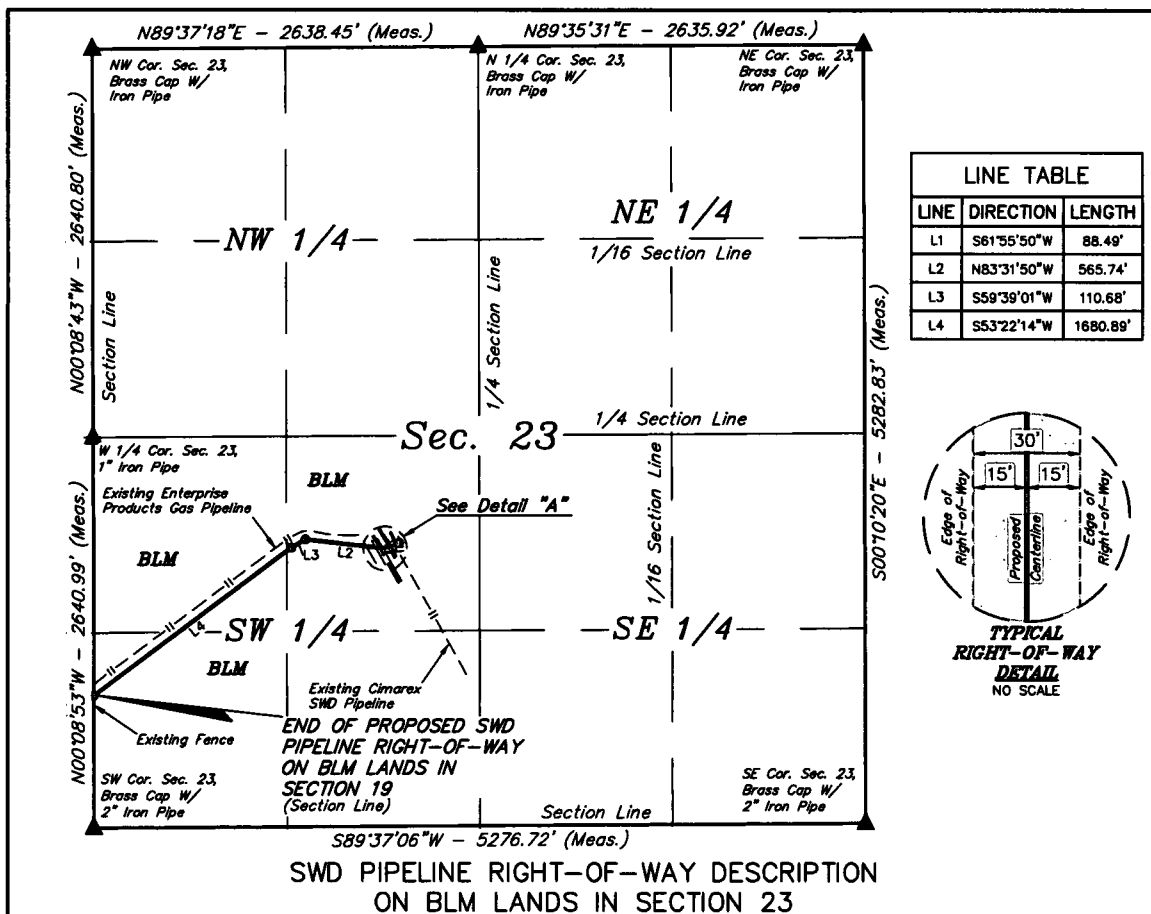 N89°37'18"E - 2638.45' (Meas.)
N89°35'31"E - 2635.92' (Meas.)
NW Cor. Sec. 23,
Brass Cap W/
Iron Pipe
N 1/4 Cor. Sec. 23,
Brass Cap W/
Iron Pipe
NE Cor. Sec. 23,
Brass Cap W/
Iron Pipe
N00°08'43"W - 2640.80' (Meas.)
Section Line
NW 1/4
NE 1/4
1/16 Section Line
1/4 Section Line
S00°10'20"E - 5282.83' (Meas.)
LINE TABLE
LINE DIRECTION LENGTH
L1 S61°55'50"W 88.49'
L2 N83°31'50"W 565.74'
L3 S59°39'01"W 110.68'
L4 S53°22'14"W 1680.89'
Sec. 23
1/4 Section Line
W 1/4 Cor. Sec. 23,
1" Iron Pipe
BLM
Existing Enterprise
Products Gas Pipeline
See Detail "A"
1/16 Section Line
BLM
L3
L2
L4
N00°08'53"W - 2640.99' (Meas.)
SW 1/4
SE 1/4
BLM
Existing Cimarex
SWD Pipeline
Existing Fence
END OF PROPOSED SWD
PIPELINE RIGHT-OF-WAY
ON BLM LANDS IN
SECTION 19
(Section Line)
SW Cor. Sec. 23,
Brass Cap W/
2" Iron Pipe
SE Cor. Sec. 23,
Brass Cap W/
2" Iron Pipe
Section Line
S89°37'06"W - 5276.72' (Meas.)
30'
15' 15'
Edge of
Right-of-Way
Proposed
Centerline
Edge of
Right-of-Way
TYPICAL
RIGHT-OF-WAY
DETAIL
NO SCALE
SWD PIPELINE RIGHT-OF-WAY DESCRIPTION
ON BLM LANDS IN SECTION 23